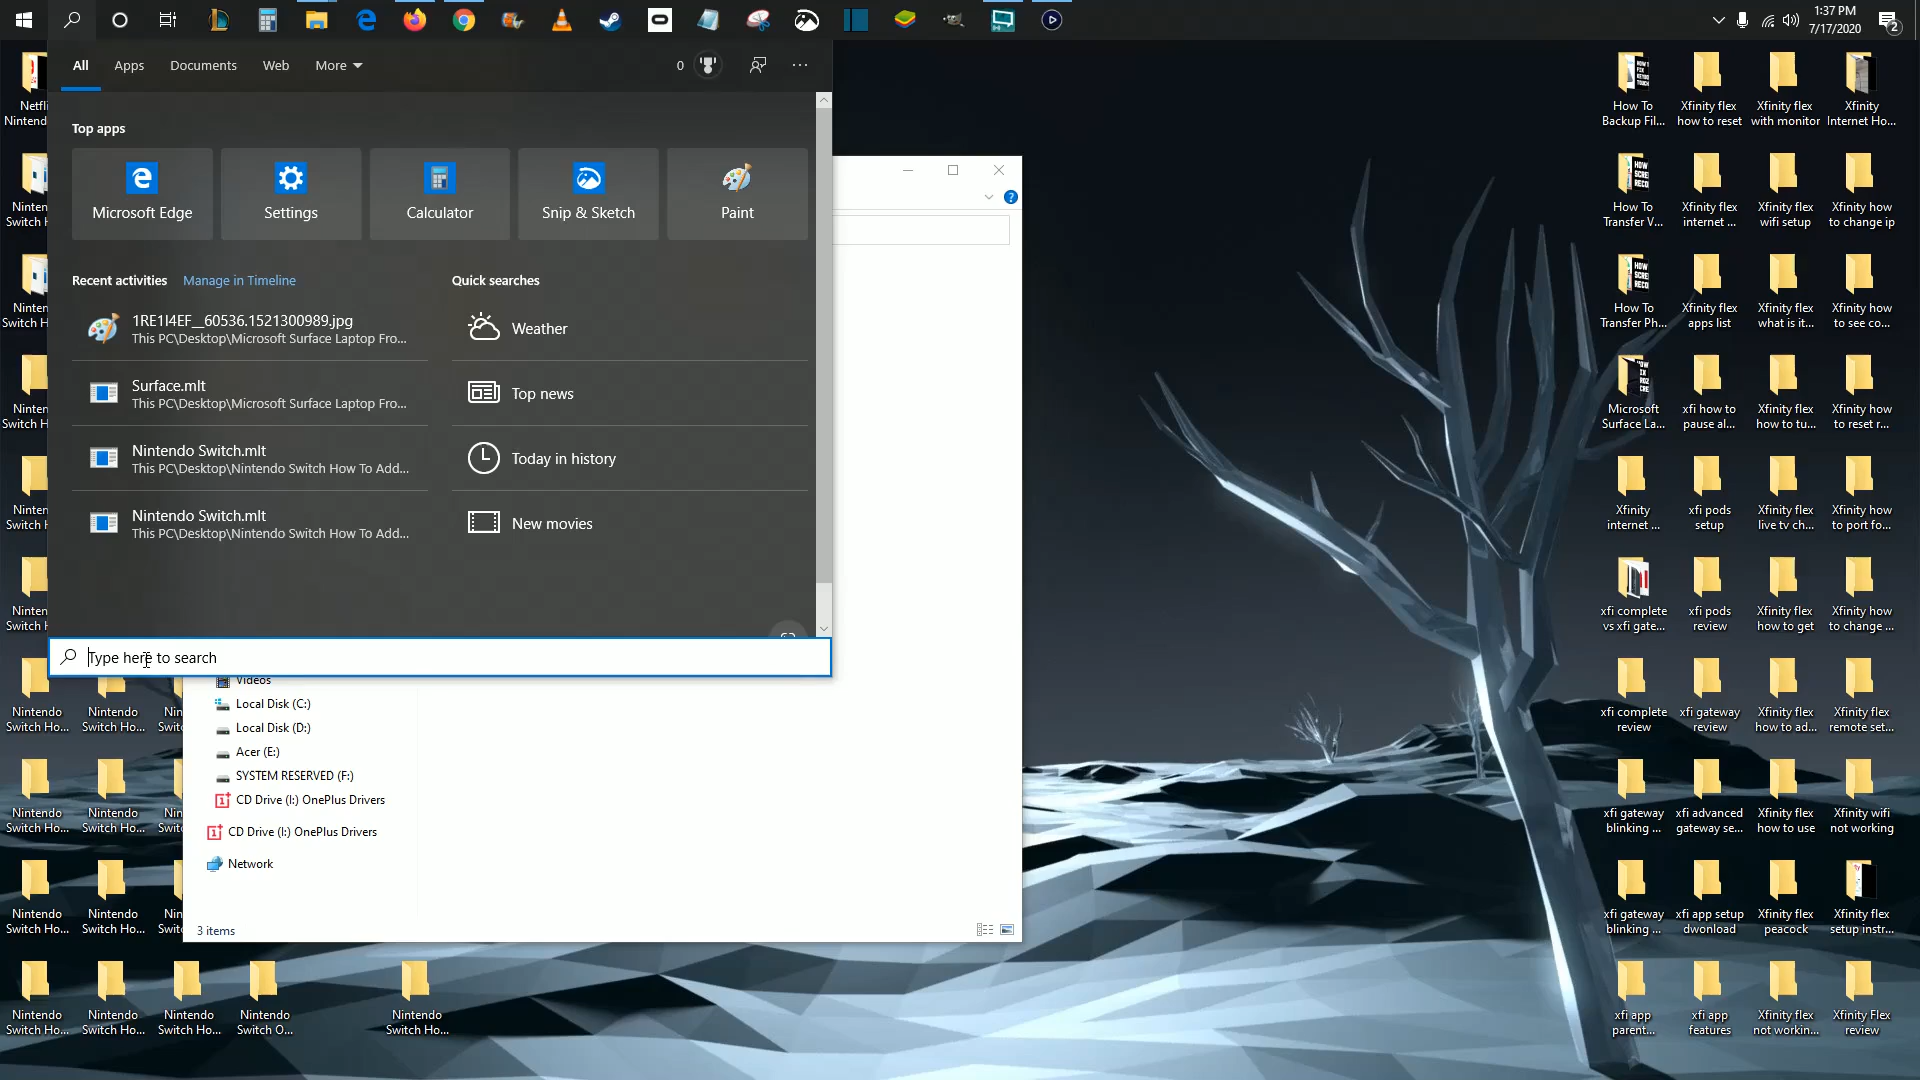 1:37 PM
7/17/2020
2
All
Apps
Documents
Web
More
0
Top apps
Microsoft Edge
Settings
Calculator
Snip & Sketch
Paint
Recent activities
Manage in Timeline
Quick searches
1RE1I4EF__60536.1521300989.jpg
This PC\Desktop\Microsoft Surface Laptop Fro...
Surface.mlt
This PC\Desktop\Microsoft Surface Laptop Fro...
Nintendo Switch.mlt
This PC\Desktop\Nintendo Switch How To Add...
Nintendo Switch.mlt
This PC\Desktop\Nintendo Switch How To Add...
Weather
Top news
Today in history
New movies
Type here to search
Videos
Local Disk (C:)
Local Disk (D:)
Acer (E:)
SYSTEM RESERVED (F:)
CD Drive (I:) OnePlus Drivers
CD Drive (I:) OnePlus Drivers
Network
3 items
Netfli
Ninten
Ninten
Switch H
Ninten
Switch H
Ninten
Switch H
Ninten
Switch H
Ninten
Switch H
Nintendo
Switch Ho...
Nintendo
Switch Ho...
Nin
Switc
Nintendo
Switch Ho...
Nintendo
Switch Ho...
Nin
Switc
Nintendo
Switch Ho...
Nintendo
Switch Ho...
Nin
Switc
Nintendo
Switch Ho...
Nintendo
Switch Ho...
Nintendo
Switch Ho...
Nintendo
Switch O...
Nintendo
Switch Ho...
How To
Backup Fil...
Xfinity flex
how to reset
Xfinity flex
with monitor
Xfinity
Internet Ho...
How To
Transfer V...
Xfinity flex
internet ...
Xfinity flex
wifi setup
Xfinity how
to change ip
How To
Transfer Ph...
Xfinity flex
apps list
Xfinity flex
what is it...
Xfinity how
to see co...
Microsoft
Surface La...
xfi how to
pause al...
Xfinity flex
how to tu...
Xfinity how
to reset r...
Xfinity
internet ...
xfi pods
setup
Xfinity flex
live tv ch...
Xfinity how
to port fo...
xfi complete
vs xfi gate...
xfi pods
review
Xfinity flex
how to get
Xfinity how
to change ...
xfi complete
review
xfi gateway
review
Xfinity flex
how to ad...
Xfinity flex
remote set...
xfi gateway
blinking ...
xfi advanced
gateway se...
Xfinity flex
how to use
Xfinity wifi
not working
xfi gateway
blinking ...
xfi app setup
dwonload
Xfinity flex
peacock
Xfinity flex
setup instr...
xfi app
parent...
xfi app
features
Xfinity flex
not workin...
Xfinity Flex
review